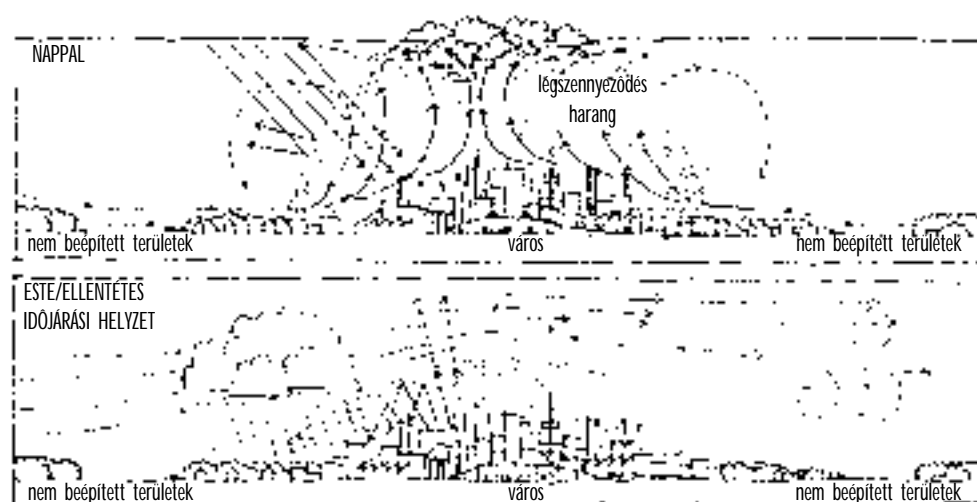 NAPPAL
légszennyeződés
harang
nem beépített területek
város
nem beépített területek
ESTE/ELLENTÉTES
IDÔJÁRÁSI HELYZET
nem beépített területek
város
nem beépített területek